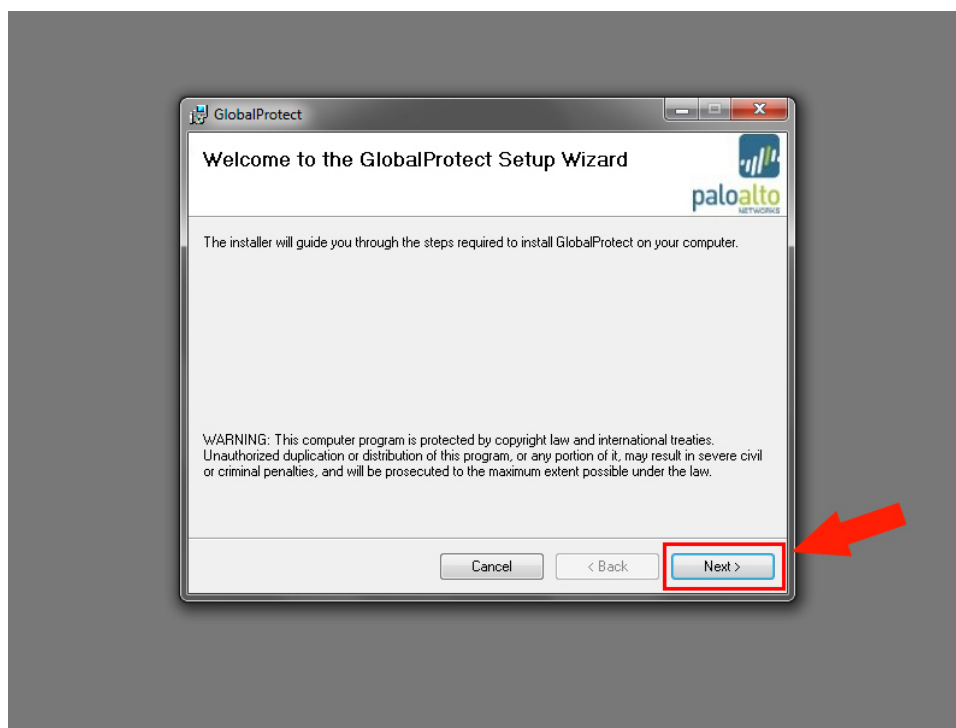 GlobalProtect
Welcome to the GlobalProtect Setup Wizard
paloalto
NETWORKS
The installer will guide you through the steps required to install GlobalProtect on your computer.
WARNING: This computer program is protected by copyright law and international treaties.
Unauthorized duplication or distribution of this program, or any portion of it, may result in severe civil
or criminal penalties, and will be prosecuted to the maximum extent possible under the law.
Cancel
< Back
Next >